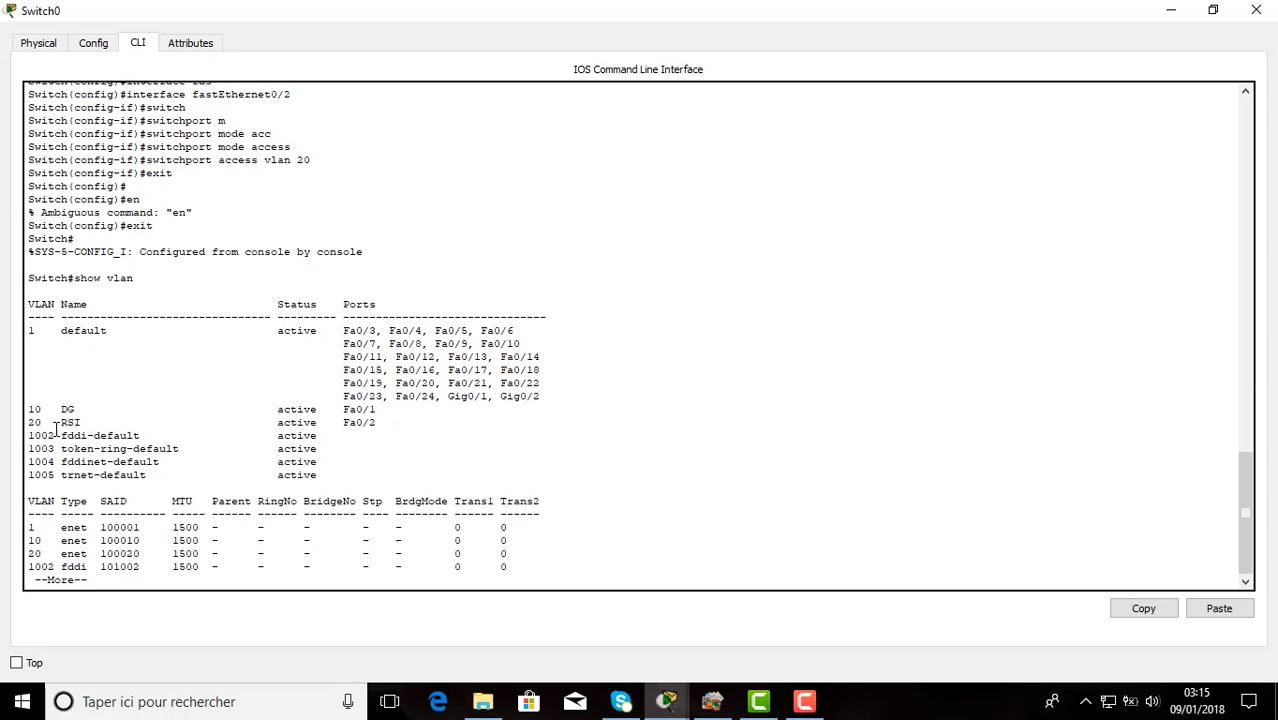 Switch0
Physical Config CLI Attributes
IOS Command Line Interface
Switch(config)#interface fastEthernet0/2
Switch(config-if)#switch
Switch(config-if)#switchport m
Switch(config-if)#switchport mode acc
Switch(config-if)#switchport mode access
Switch(config-if)#switchport access vlan 20
Switch(config-if)#exit
Switch(config)#
Switch(config)#en
% Ambiguous command: "en"
Switch(config)#exit
Switch#
%SYS-5-CONFIG_I: Configured from console by console
Switch#show vlan
VLAN Name Status Ports
---- -------------------------------- --------- -------------------------------
1 default active Fa0/3, Fa0/4, Fa0/5, Fa0/6
Fa0/7, Fa0/8, Fa0/9, Fa0/10
Fa0/11, Fa0/12, Fa0/13, Fa0/14
Fa0/15, Fa0/16, Fa0/17, Fa0/18
Fa0/19, Fa0/20, Fa0/21, Fa0/22
Fa0/23, Fa0/24, Gig0/1, Gig0/2
10 DG active Fa0/1
20 RSI active Fa0/2
1002 fddi-default active
1003 token-ring-default active
1004 fddinet-default active
1005 trnet-default active
VLAN Type SAID MTU Parent RingNo BridgeNo Stp BrdgMode Trans1 Trans2
---- ----- ---------- ----- ------ ------ -------- ---- -------- ------ ------
1 enet 100001 1500 - - - - - 0 0
10 enet 100010 1500 - - - - - 0 0
20 enet 100020 1500 - - - - - 0 0
1002 fddi 101002 1500 - - - - - 0 0
--More--
Copy Paste
Top
Taper ici pour rechercher
03:15
09/01/2018